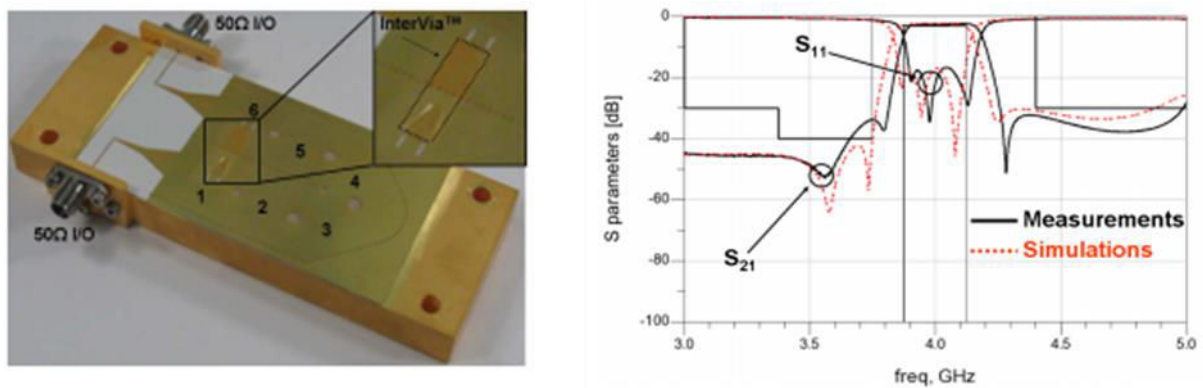 50Ω I/O
InterVia™
6
5
4
1
2
3
50Ω I/O
S parameters [dB]
0
-20
-40
-60
-80
-100
S11
S21
Measurements
Simulations
3.0
3.5
4.0
4.5
5.0
freq, GHz